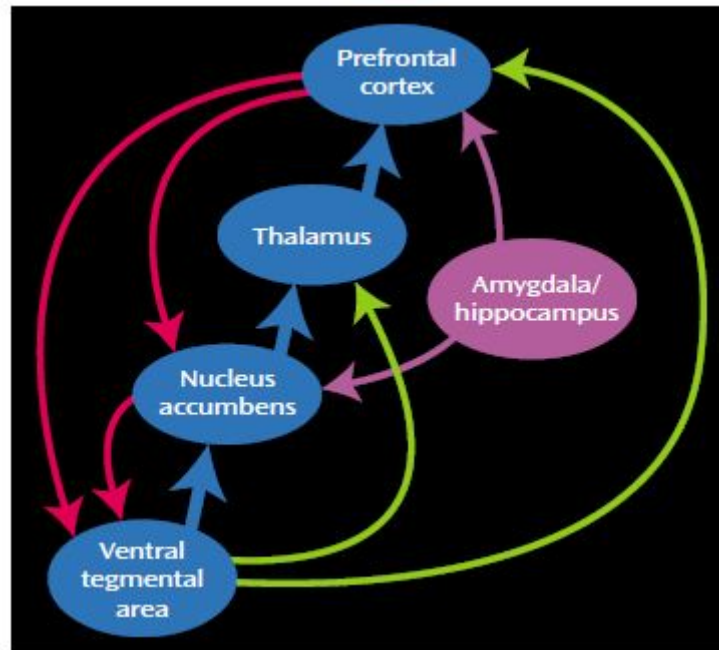 Prefrontal
cortex
Thalamus
Amygdala/
hippocampus
Nucleus
accumbens
Ventral
tegmental
area